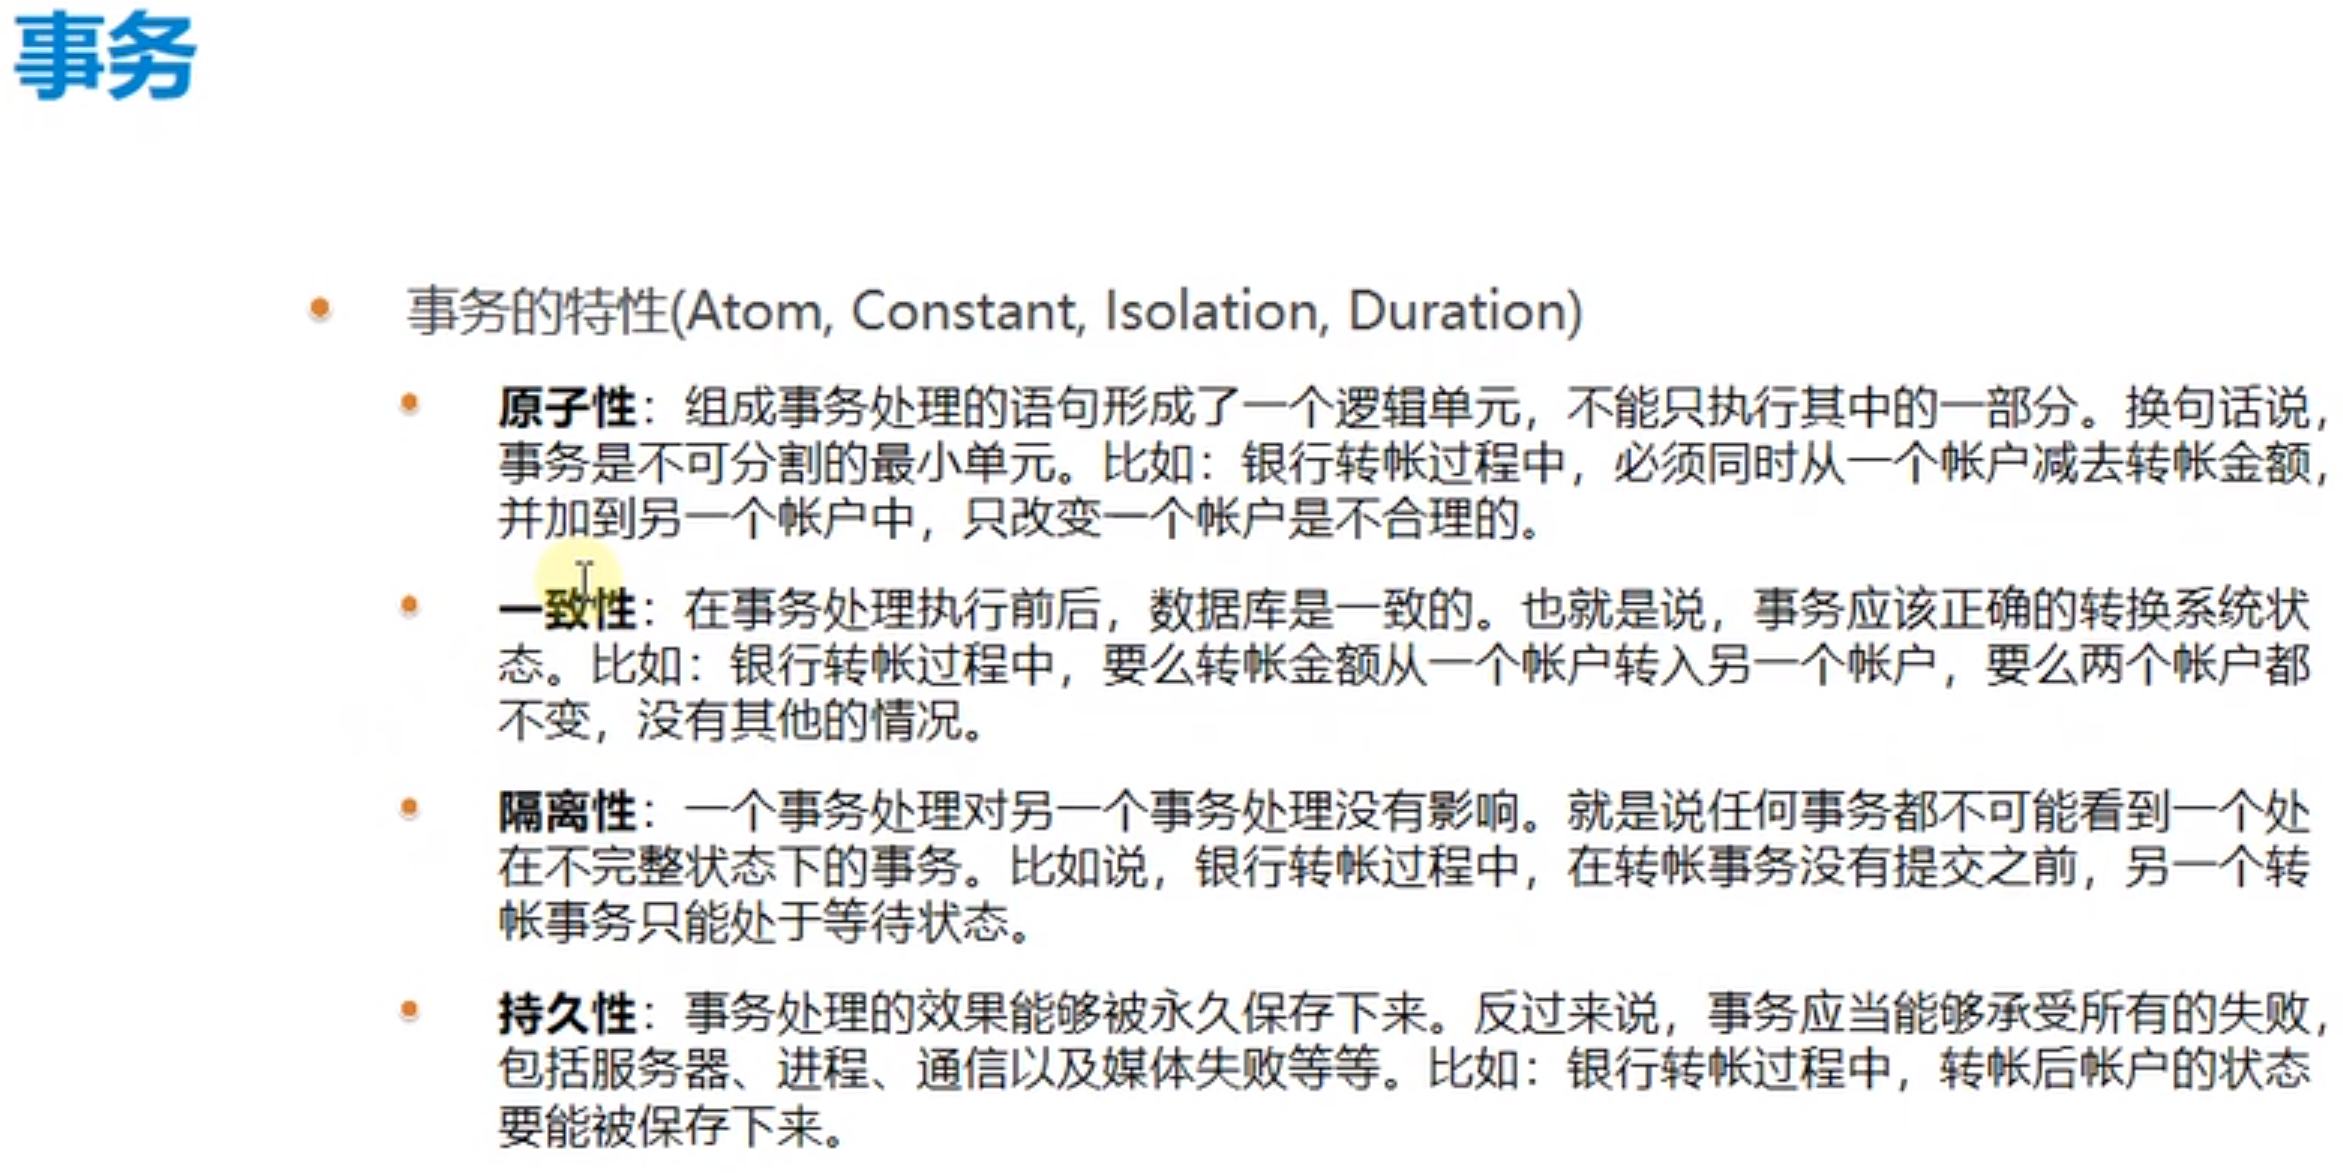 事务
事务的特性(Atom, Constant, Isolation, Duration)
原子性：组成事务处理的语句形成了一个逻辑单元，不能只执行其中的一部分。换句话说，
事务是不可分割的最小单元。比如：银行转帐过程中，必须同时从一个帐户减去转帐金额，
并加到另一个帐户中，只改变一个帐户是不合理的。
一致性：在事务处理执行前后，数据库是一致的。也就是说，事务应该正确的转换系统状
态。比如：银行转帐过程中，要么转帐金额从一个帐户转入另一个帐户，要么两个帐户都
不变，没有其他的情况。
隔离性：一个事务处理对另一个事务处理没有影响。就是说任何事务都不可能看到一个处
在不完整状态下的事务。比如说，银行转帐过程中，在转帐事务没有提交之前，另一个转
帐事务只能处于等待状态。
持久性：事务处理的效果能够被永久保存下来。反过来说，事务应当能够承受所有的失败，
包括服务器、进程、通信以及媒体失败等等。比如：银行转帐过程中，转帐后帐户的状态
要能被保存下来。